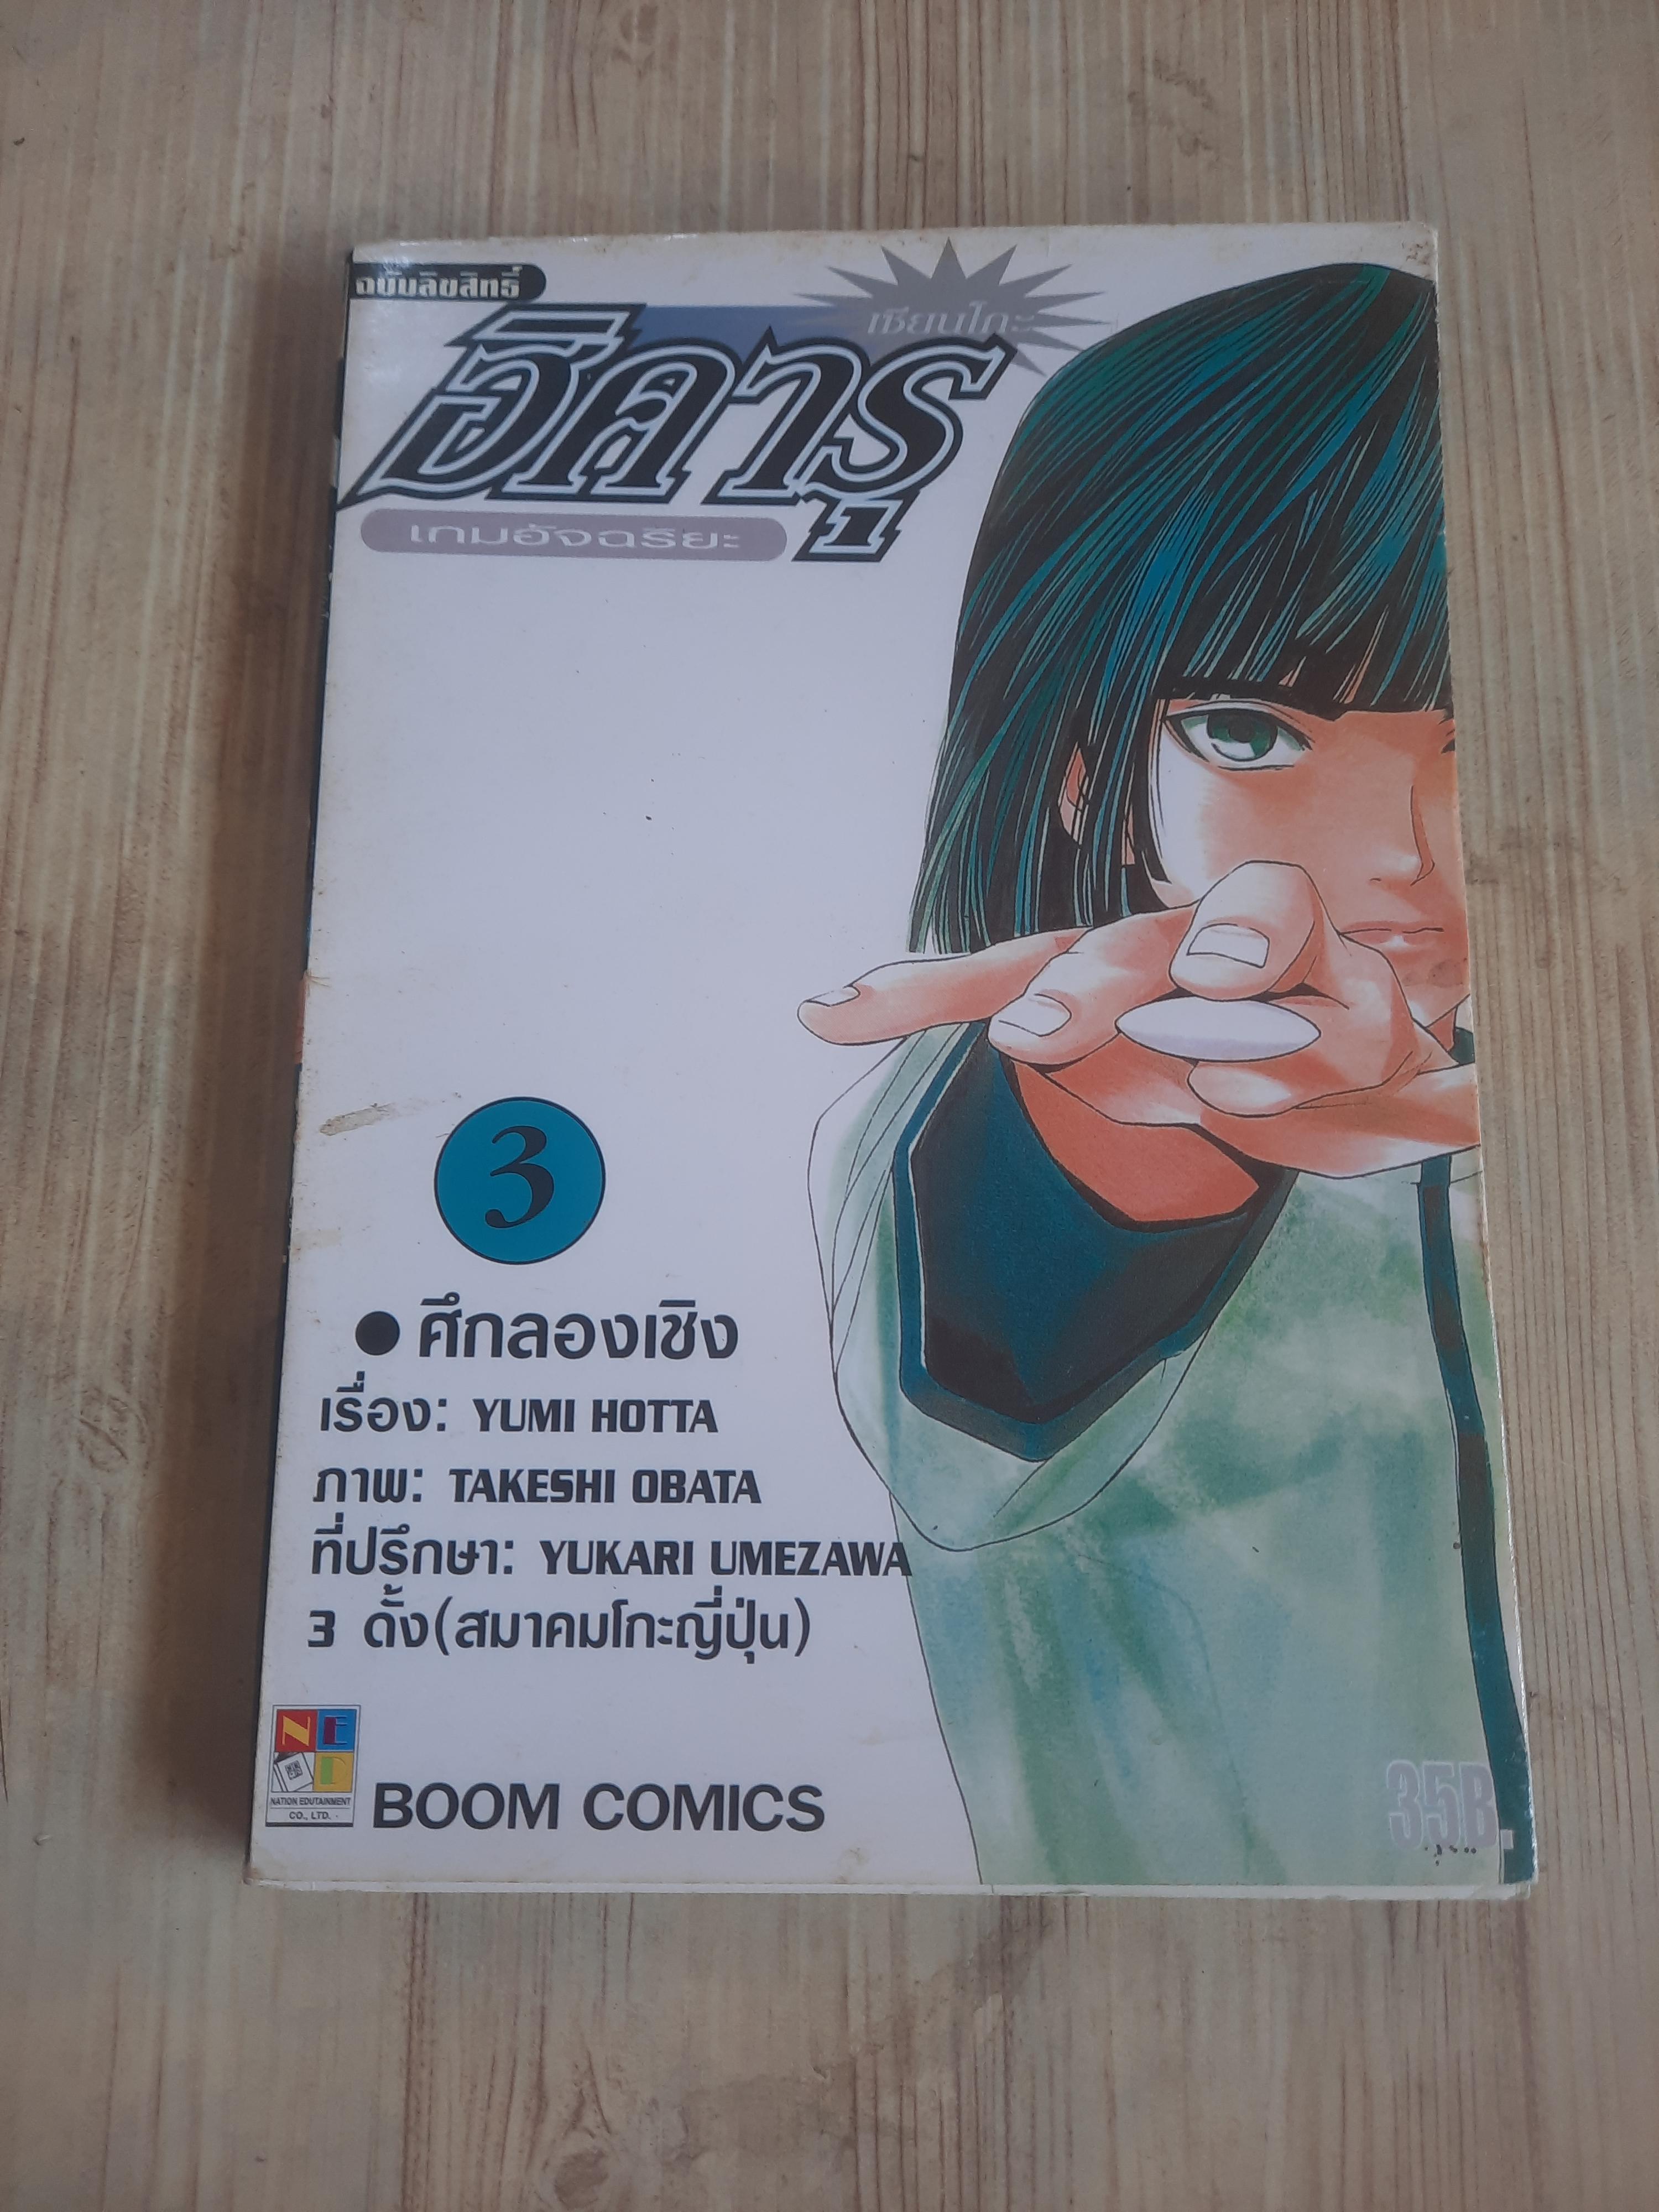 ฉบับลิขสิทธิ์
เซียนโกะ
ฮิคารุ
เกมอัจฉริยะ
3
● ศึกลองเชิง
เรื่อง: YUMI HOTTA
ภาพ: TAKESHI OBATA
ที่ปรึกษา: YUKARI UMEZAWA
3 ดั้ง(สมาคมโกะญี่ปุ่น)
N E
T
NATION EDUTAINMENT
CO., LTD.
BOOM COMICS
35B.